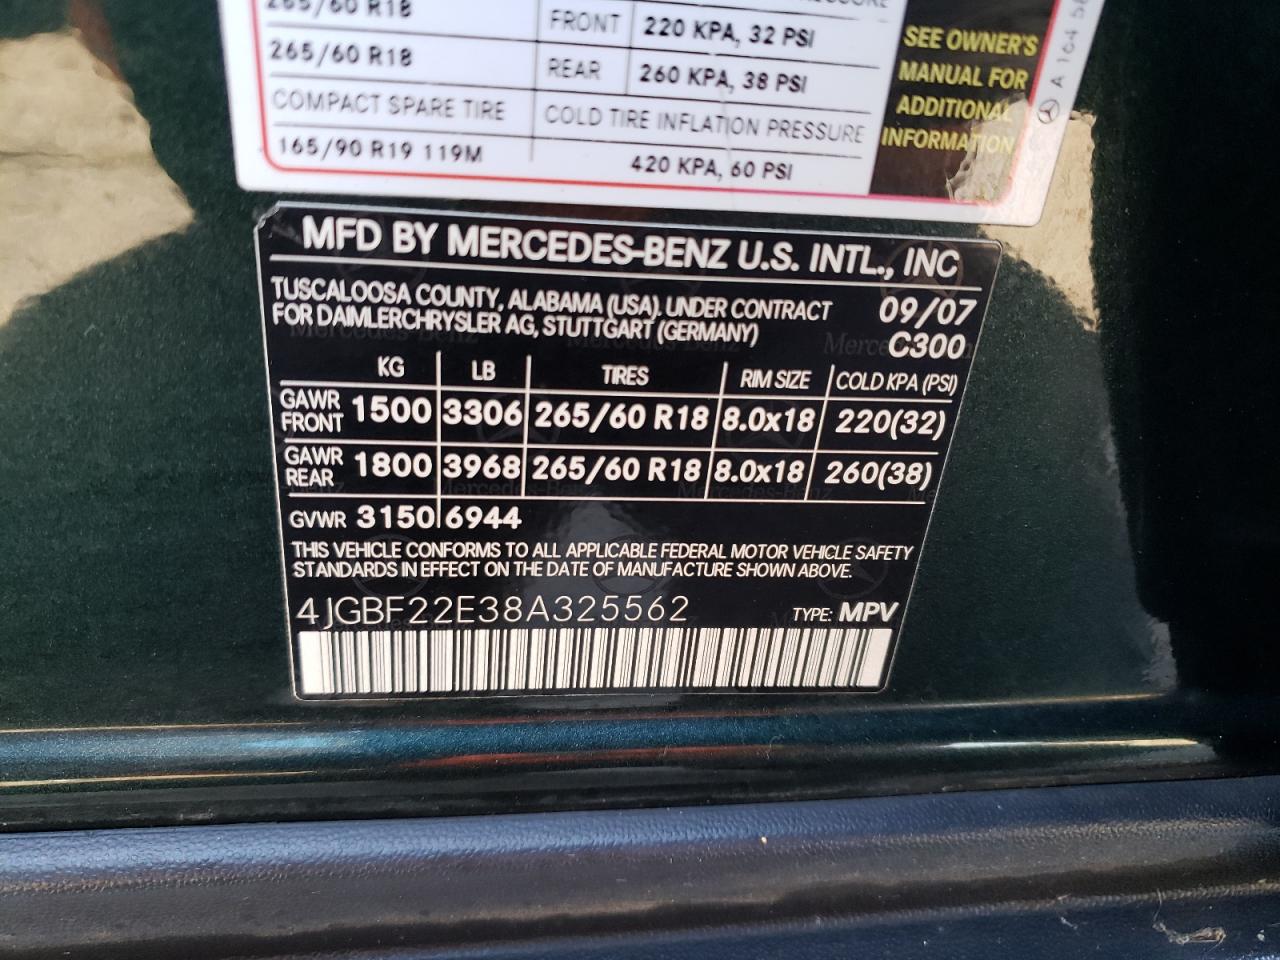 265/60 R18 FRONT 220 KPA, 32 PSI
265/60 R18 REAR 260 KPA, 38 PSI
COMPACT SPARE TIRE COLD TIRE INFLATION PRESSURE
165/90 R19 119M 420 KPA, 60 PSI
SEE OWNER'S
MANUAL FOR
ADDITIONAL
INFORMATION
A 164 58
MFD BY MERCEDES-BENZ U.S. INTL., INC
TUSCALOOSA COUNTY, ALABAMA (USA). UNDER CONTRACT 09/07
FOR DAIMLERCHRYSLER AG, STUTTGART (GERMANY) C300
KG LB TIRES RIM SIZE COLD KPA (PSI)
GAWR FRONT 1500 3306 265/60 R18 8.0x18 220(32)
GAWR REAR 1800 3968 265/60 R18 8.0x18 260(38)
GVWR 3150 6944
THIS VEHICLE CONFORMS TO ALL APPLICABLE FEDERAL MOTOR VEHICLE SAFETY
STANDARDS IN EFFECT ON THE DATE OF MANUFACTURE SHOWN ABOVE.
4JGBF22E38A325562 TYPE: MPV